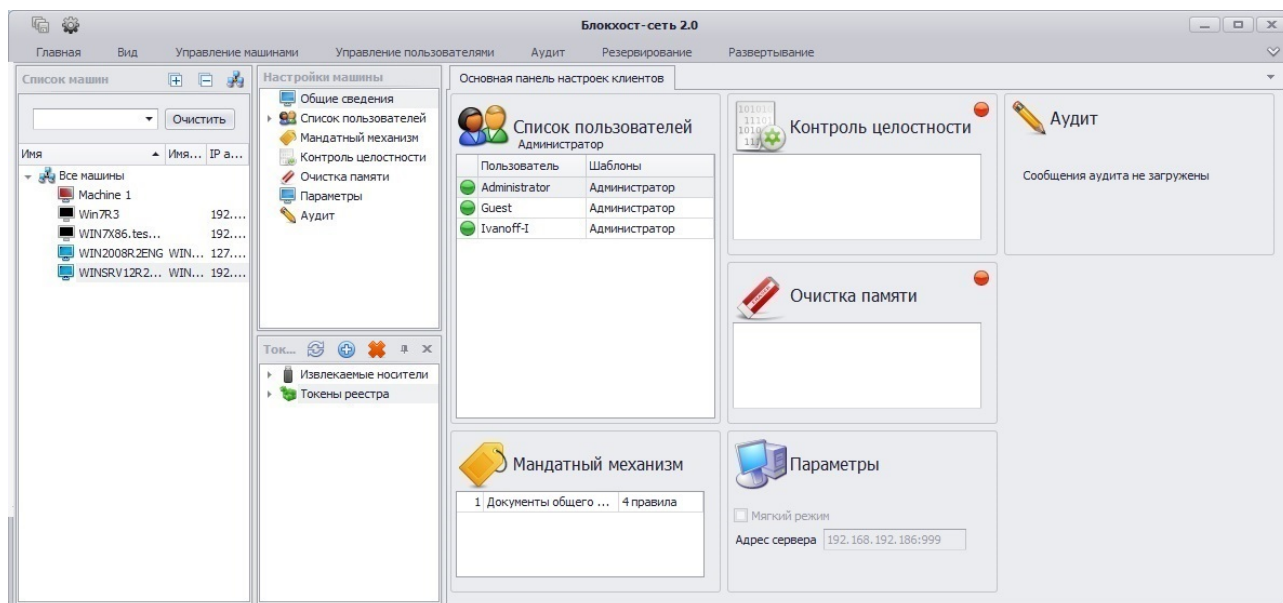 Блокхост-сеть 2.0
Главная Вид Управление машинами Управление пользователями Аудит Резервирование Развертывание
Список машин
Очистить
Имя Имя... IP а...
Все машины
Machine 1
Win7R3 192....
WIN7X86.tes... 192....
WIN2008R2ENG WIN... 127....
WINSRV12R2... WIN... 192....
Настройки машины
Общие сведения
Список пользователей
Мандатный механизм
Контроль целостности
Очистка памяти
Параметры
Аудит
Ток...
Извлекаемые носители
Токены реестра
Основная панель настроек клиентов
Список пользователей
Администратор
Пользователь Шаблоны
Administrator Администратор
Guest Администратор
Ivanoff-I Администратор
Контроль целостности
Аудит
Сообщения аудита не загружены
Очистка памяти
Мандатный механизм
1 Документы общего ... 4 правила
Параметры
Мягкий режим
Адрес сервера 192.168.192.186:999